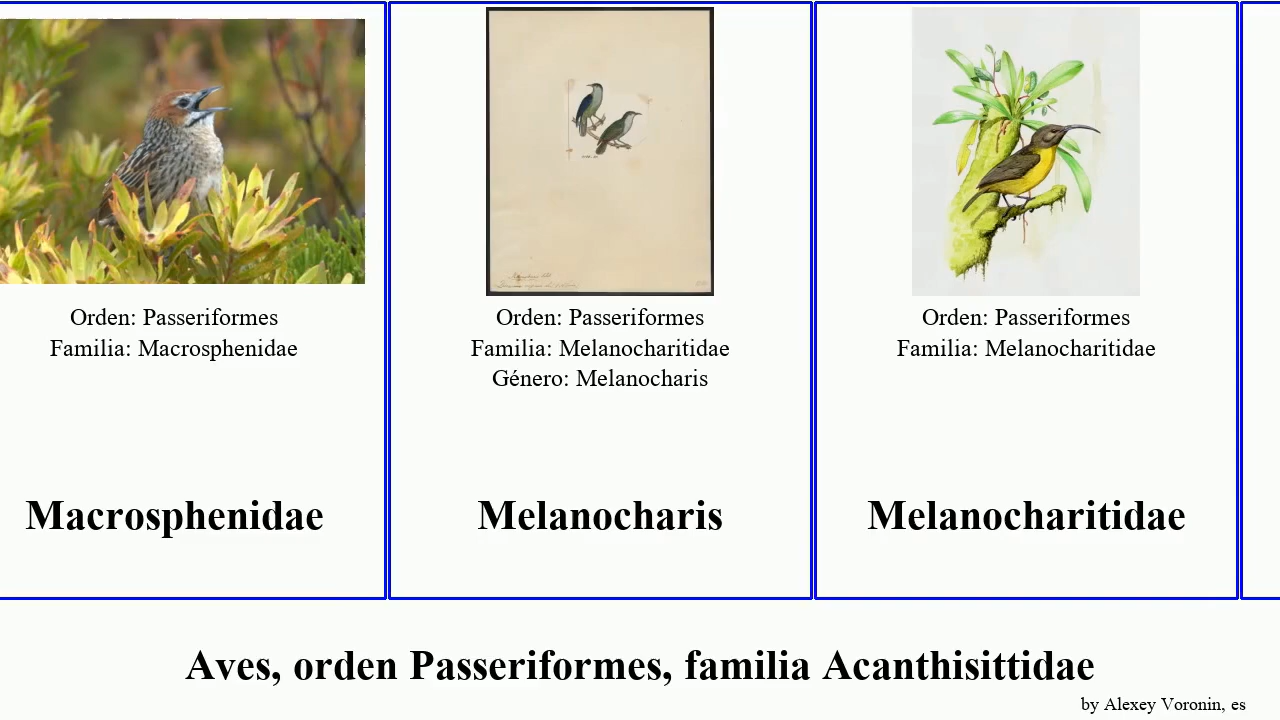 Orden: Passeriformes
Familia: Macrosphenidae
Macrosphenidae
Orden: Passeriformes
Familia: Melanocharitidae
Género: Melanocharis
Melanocharis
Orden: Passeriformes
Familia: Melanocharitidae
Melanocharitidae
Aves, orden Passeriformes, familia Acanthisittidae
by Alexey Voronin, es